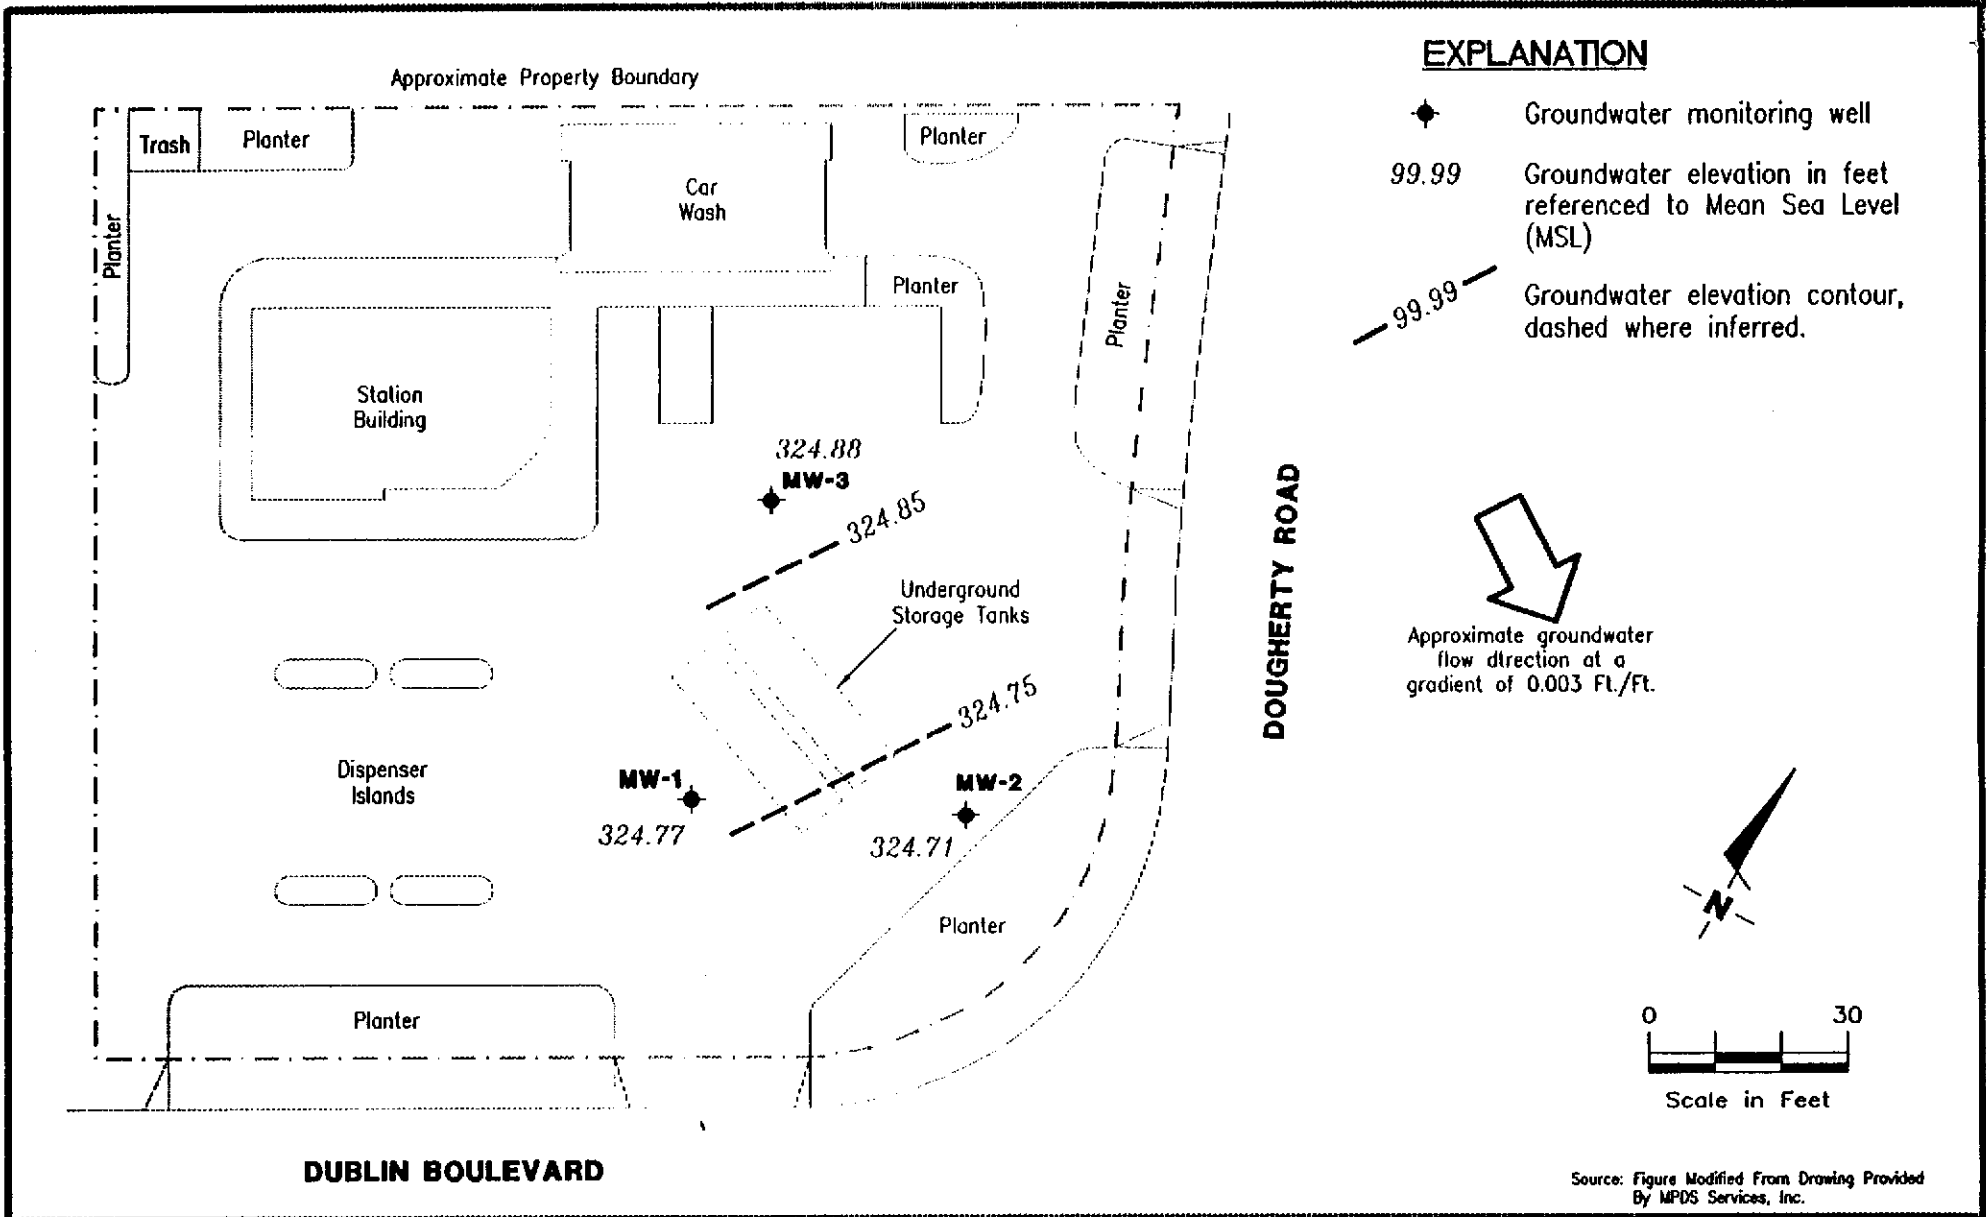 Approximate Property Boundary
Trash
Planter
Planter
Car
Wash
Planter
Planter
Planter
Station
Building
324.88
MW-3
324.85
Underground
Storage Tanks
324.75
Dispenser
Islands
MW-1
324.77
MW-2
324.71
Planter
Planter
DOUGHERTY ROAD
DUBLIN BOULEVARD
EXPLANATION
Groundwater monitoring well
99.99
Groundwater elevation in feet
referenced to Mean Sea Level
(MSL)
99.99
Groundwater elevation contour,
dashed where inferred.
Approximate groundwater
flow direction at a
gradient of 0.003 Ft./Ft.
N
0 30
Scale in Feet
Source: Figure Modified From Drawing Provided
By MPDS Services, Inc.